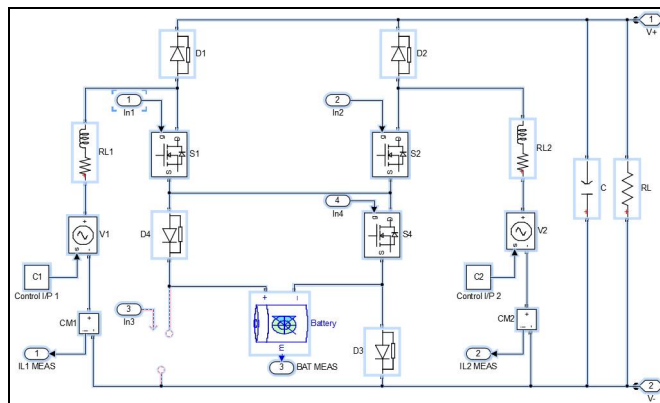 1
V+
D1
D2
1
In1
2
In2
g
D
S
S1
g
D
S
S2
RL1
RL2
C
RL
4
In4
D4
g
D
S
S4
+
-
s
V1
+
-
s
V2
C1
Control I/P 1
C2
Control I/P 2
3
In3
+
-
Battery
E
CM1
CM2
D3
1
IL1 MEAS
3
BAT MEAS
2
IL2 MEAS
2
V-